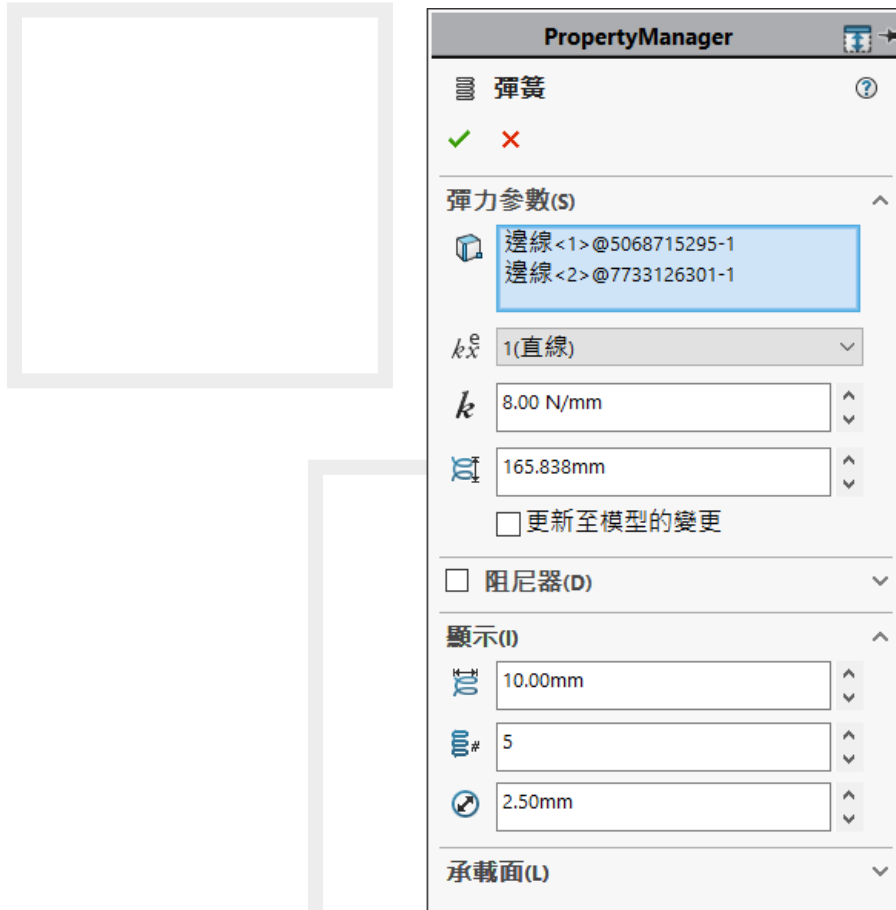 PropertyManager
彈簧
彈力參數(S)
邊線<1>@5068715295-1
邊線<2>@7733126301-1
kxe 1(直線)
k 8.00 N/mm
165.838mm
更新至模型的變更
阻尼器(D)
顯示(I)
10.00mm
# 5
2.50mm
承載面(L)